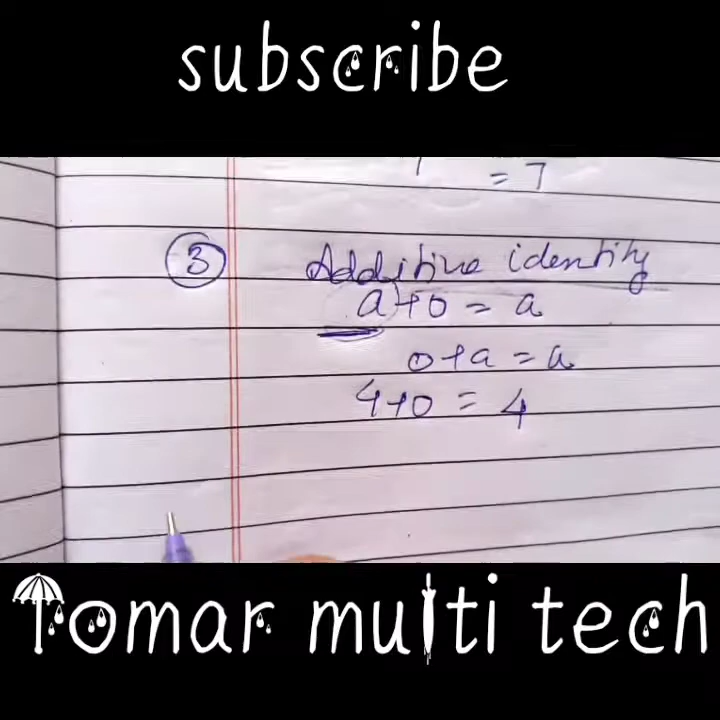 subscribe
= 7
3 Additive identity
a+0 = a
0+a = a
4+0 = 4
Tomar multi tech